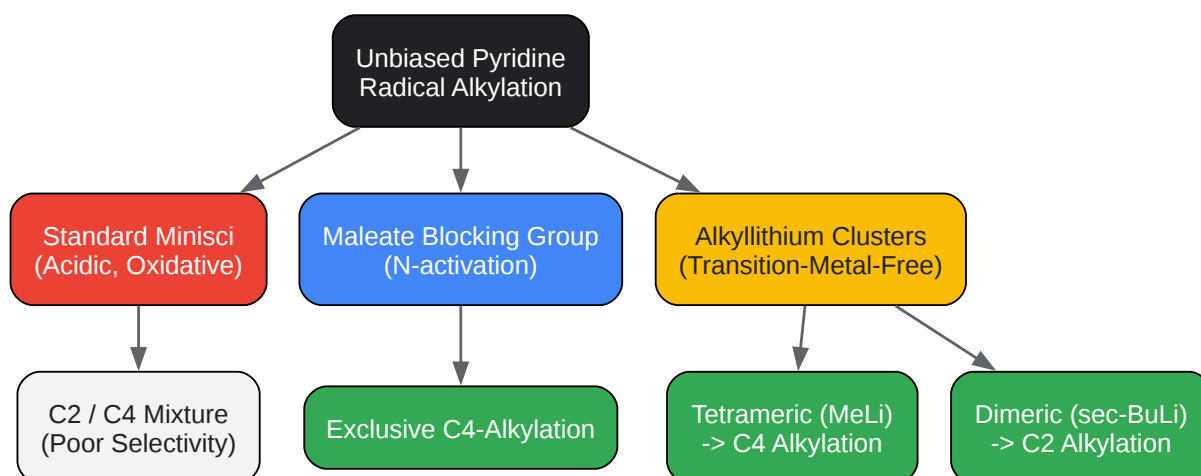 Unbiased Pyridine
Radical Alkylation
Standard Minisci
(Acidic, Oxidative)
Maleate Blocking Group
(N-activation)
Alkyllithium Clusters
(Transition-Metal-Free)
C2 / C4 Mixture
(Poor Selectivity)
Exclusive C4-Alkylation
Tetrameric (MeLi)
-> C4 Alkylation
Dimeric (sec-BuLi)
-> C2 Alkylation